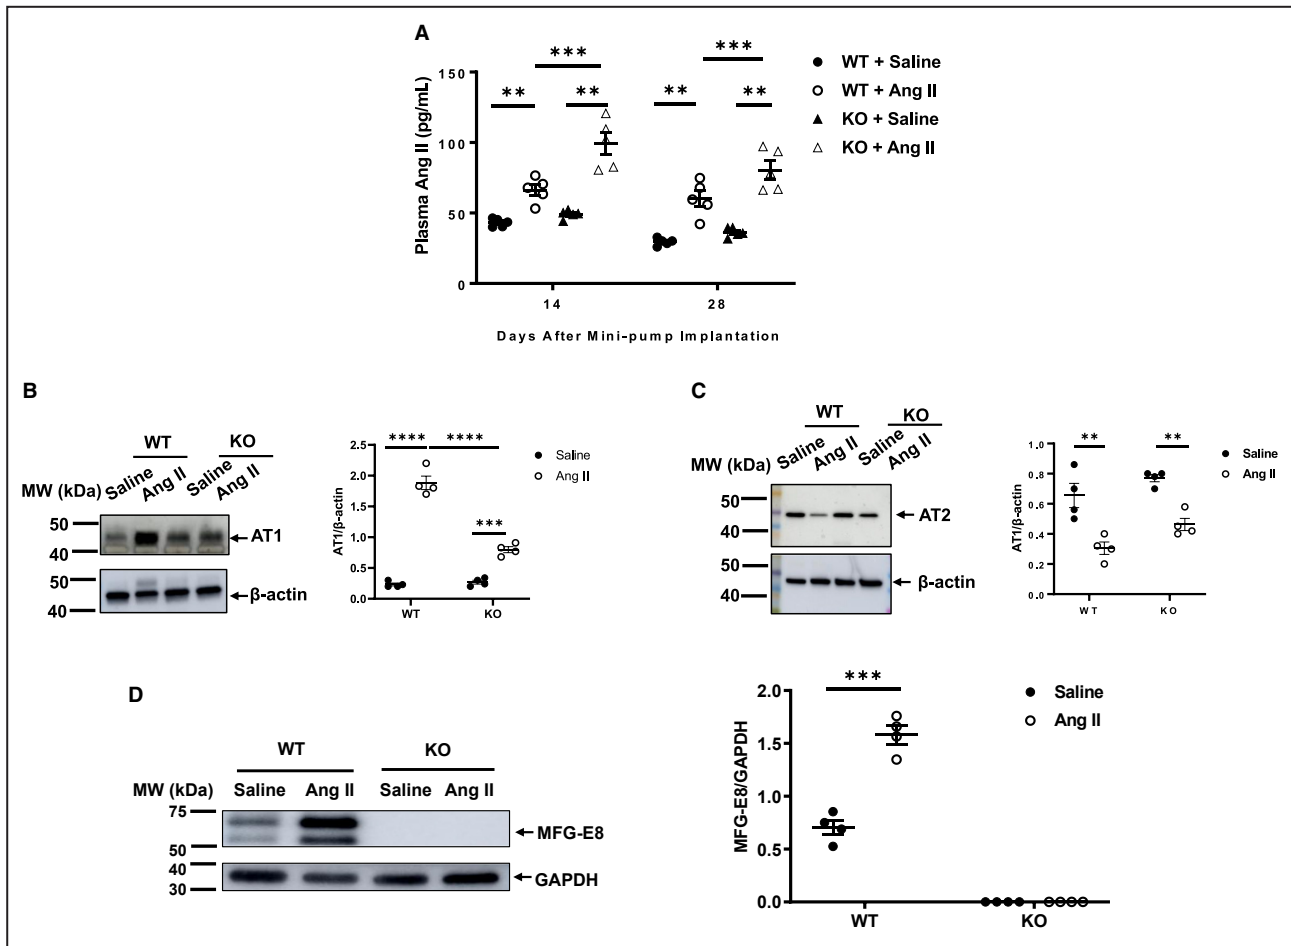 A
*** ***
** ** ** **
WT + Saline
WT + Ang II
KO + Saline
KO + Ang II
Plasma Ang II (pg/mL)
150
100
50
0
14 28
Days After Mini-pump Implantation
B
WT KO
Saline Ang II Saline Ang II
MW (kDa)
50
40
AT1
50
40
β-actin
**** ****
***
Saline
Ang II
AT1/β-actin
2.5
2.0
1.5
1.0
0.5
0.0
WT KO
C
WT KO
Saline Ang II Saline Ang II
MW (kDa)
50
40
AT2
50
40
β-actin
** **
Saline
Ang II
AT1/β-actin
1.0
0.8
0.6
0.4
0.2
0.0
WT KO
D
WT KO
MW (kDa) Saline Ang II Saline Ang II
75
50
MFG-E8
40
30
GAPDH
***
Saline
Ang II
MFG-E8/GAPDH
2.0
1.5
1.0
0.5
0.0
WT KO